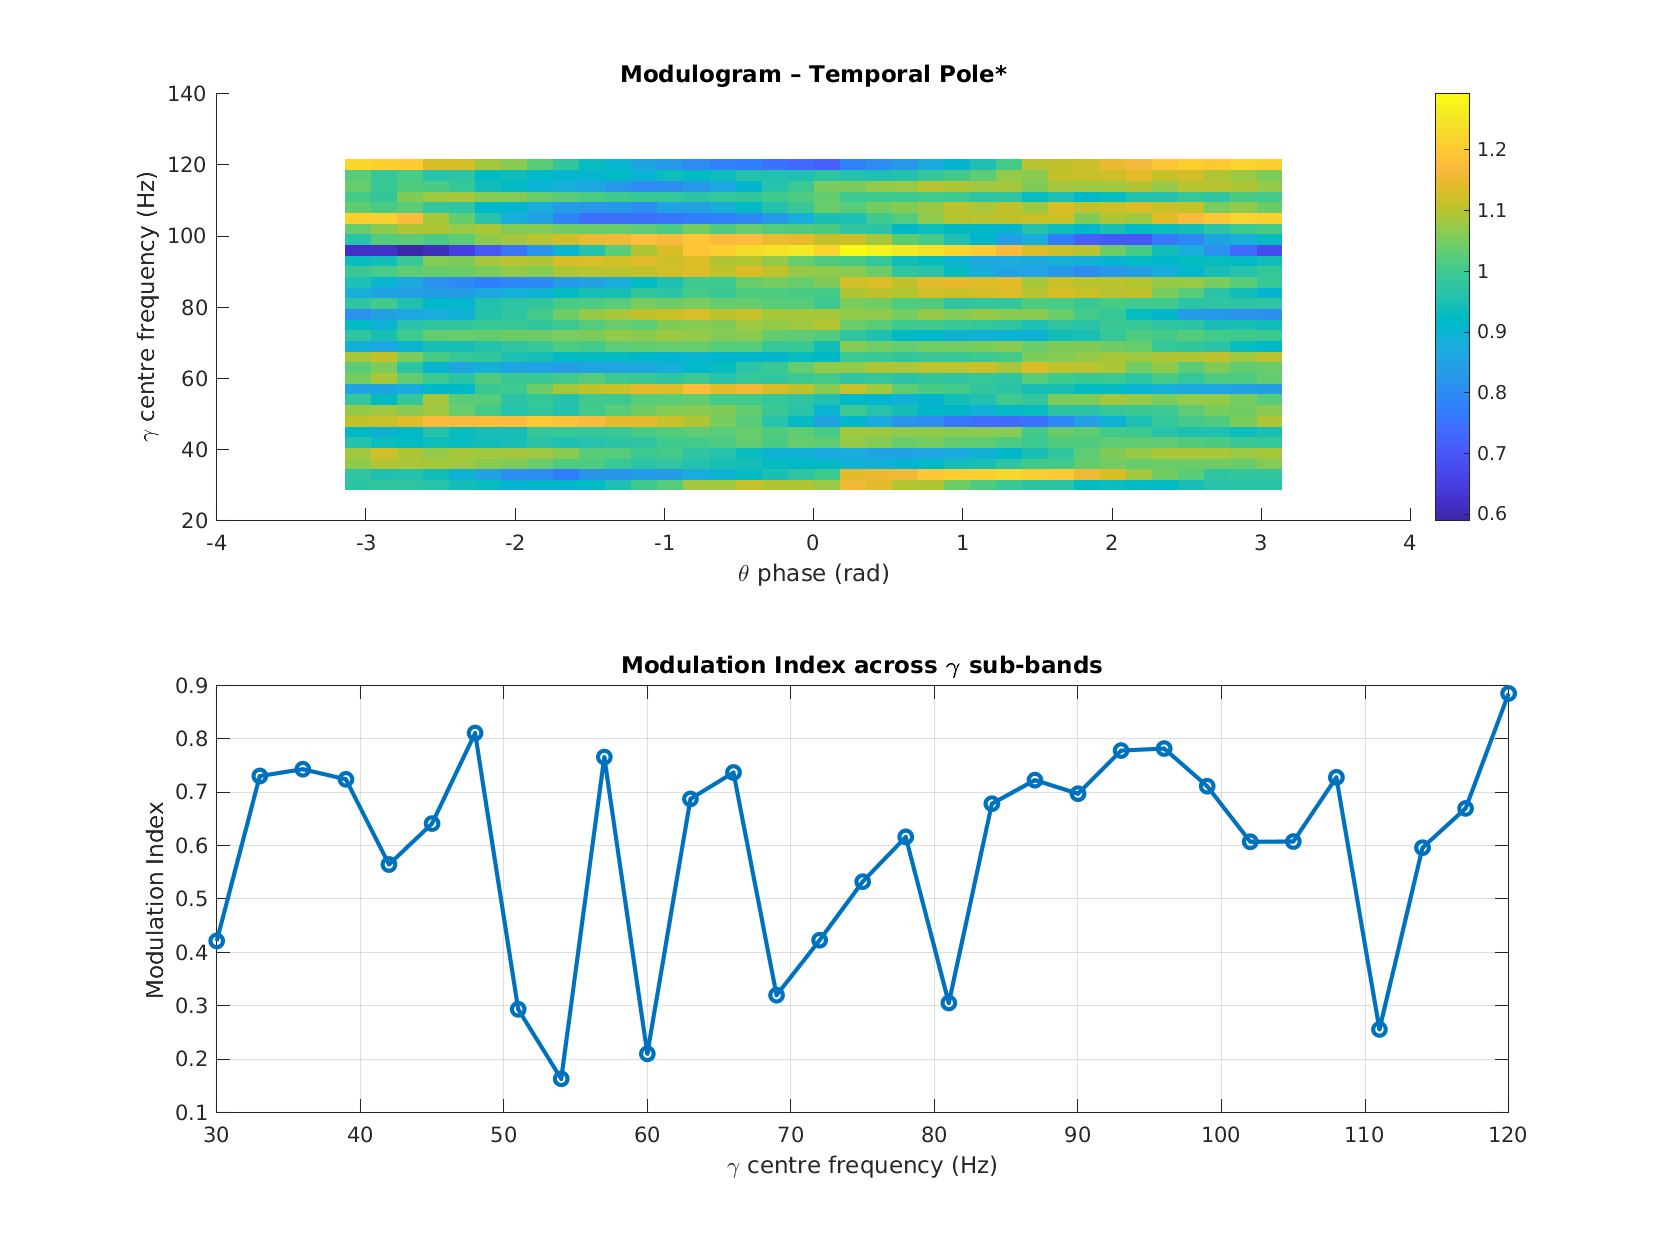 Modulogram – Temporal Pole*
140
120
100
80
60
40
20
γ centre frequency (Hz)
-4 -3 -2 -1 0 1 2 3 4
θ phase (rad)
1.2
1.1
1
0.9
0.8
0.7
0.6
Modulation Index across γ sub-bands
0.9
0.8
0.7
0.6
0.5
0.4
0.3
0.2
0.1
Modulation Index
30 40 50 60 70 80 90 100 110 120
γ centre frequency (Hz)